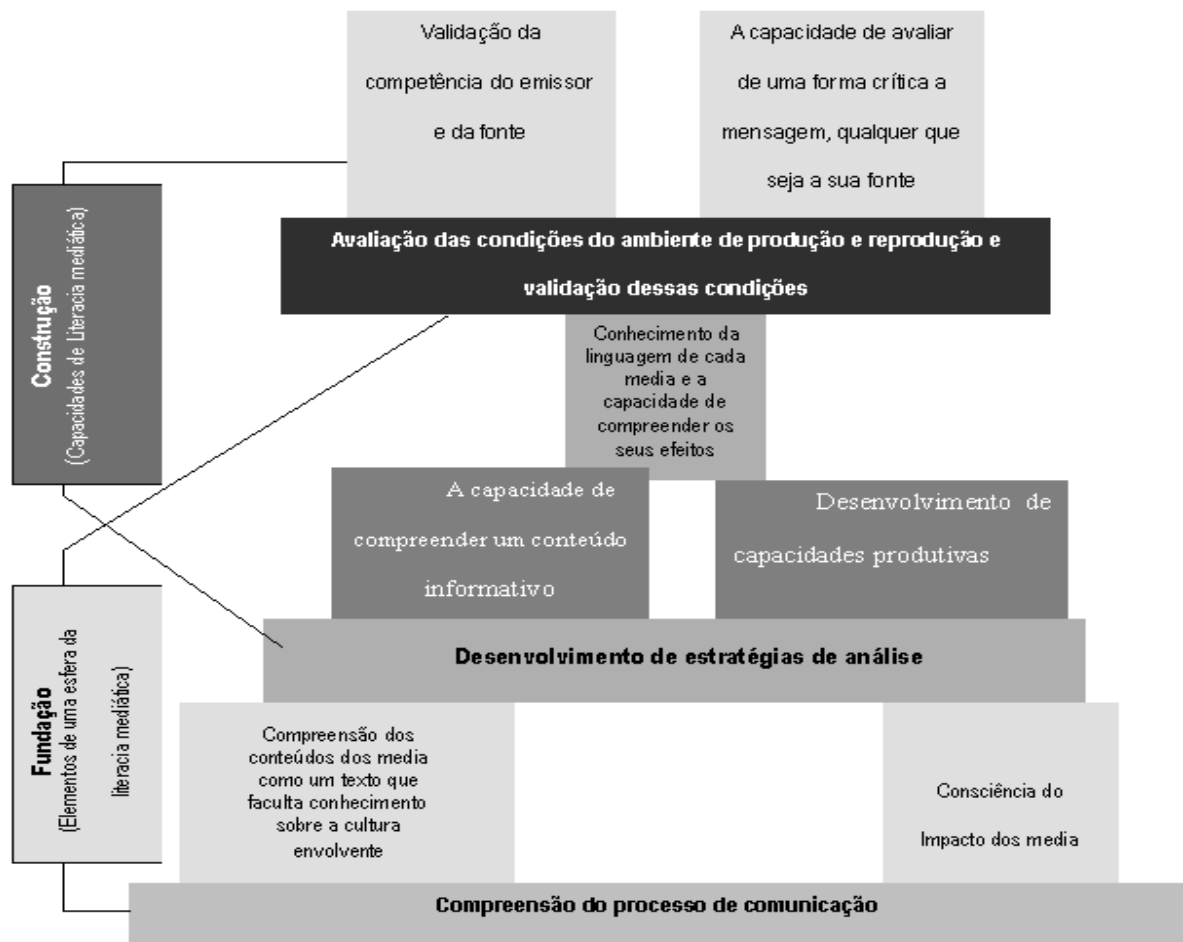 Validação da
competência do emissor
e da fonte
A capacidade de avaliar
de uma forma crítica a
mensagem, qualquer que
seja a sua fonte
Avaliação das condições do ambiente de produção e reprodução e
validação dessas condições
Construção
(Capacidades de Literacia mediática)
Conhecimento da
linguagem de cada
media e a
capacidade de
compreender os
seus efeitos
A capacidade de
compreender um conteúdo
informativo
Desenvolvimento de
capacidades produtivas
Desenvolvimento de estratégias de análise
Fundação
(Elementos de uma esfera da
literacia mediática)
Compreensão dos
conteúdos dos media
como um texto que
faculta conhecimento
sobre a cultura
envolvente
Consciência do
Impacto dos media
Compreensão do processo de comunicação